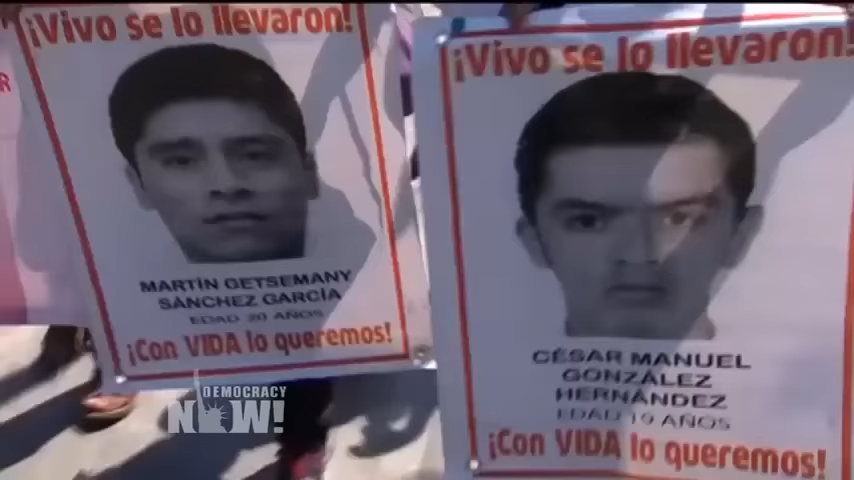 ¡Vivo se lo llevaron!
MARTÍN GETSEMANY
SÁNCHEZ GARCÍA
EDAD 20 AÑOS
¡Con VIDA lo queremos!
¡Vivo se lo llevaron!
CÉSAR MANUEL
GONZÁLEZ
HERNÁNDEZ
EDAD 19 AÑOS
¡Con VIDA lo queremos!
R
DEMOCRACY
NOW!